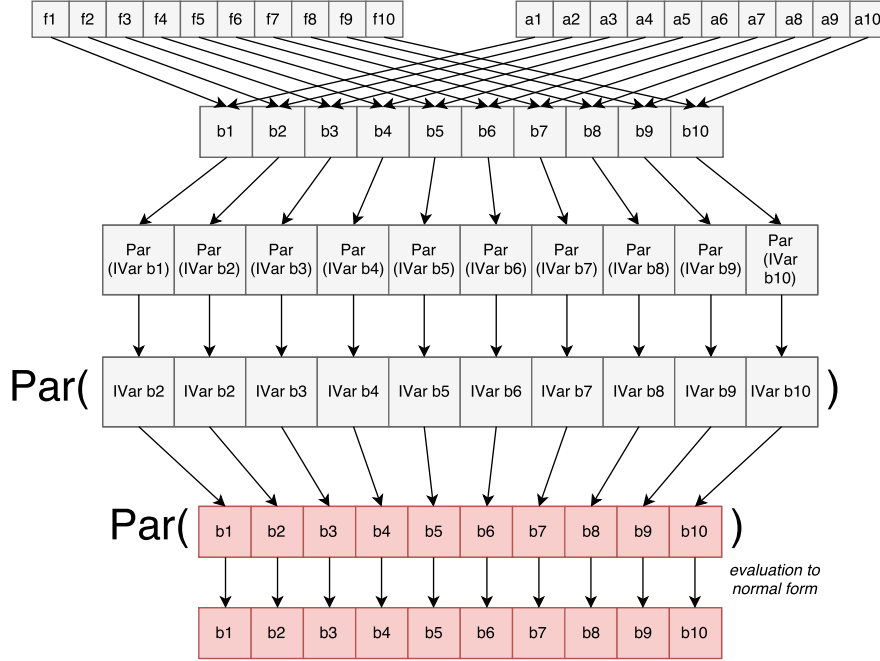 f1 f2 f3 f4 f5 f6 f7 f8 f9 f10 a1 a2 a3 a4 a5 a6 a7 a8 a9 a10
b1 b2 b3 b4 b5 b6 b7 b8 b9 b10
Par (IVar b1) Par (IVar b2) Par (IVar b3) Par (IVar b4) Par (IVar b5) Par (IVar b6) Par (IVar b7) Par (IVar b8) Par (IVar b9) Par (IVar b10)
Par( IVar b2 IVar b2 IVar b3 IVar b4 IVar b5 IVar b6 IVar b7 IVar b8 IVar b9 IVar b10 )
Par( b1 b2 b3 b4 b5 b6 b7 b8 b9 b10 )
evaluation to
normal form
b1 b2 b3 b4 b5 b6 b7 b8 b9 b10